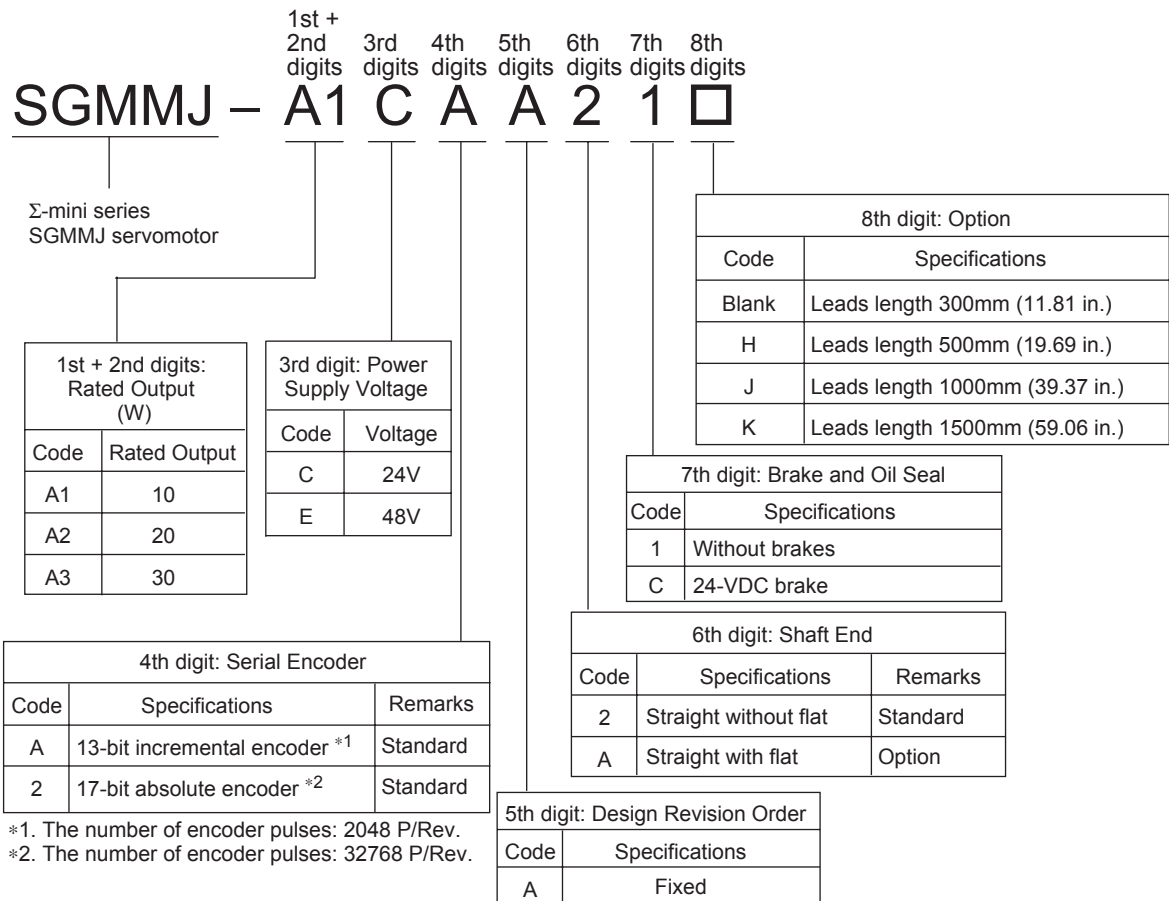 1st +
2nd 3rd 4th 5th 6th 7th 8th
digits digits digits digits digits digits digits
SGMMJ – A1 C A A 2 1 □
Σ-mini series
SGMMJ servomotor
8th digit: Option
Code Specifications
Blank Leads length 300mm (11.81 in.)
H Leads length 500mm (19.69 in.)
J Leads length 1000mm (39.37 in.)
K Leads length 1500mm (59.06 in.)
1st + 2nd digits:
Rated Output
(W)
Code Rated Output
A1 10
A2 20
A3 30
3rd digit: Power
Supply Voltage
Code Voltage
C 24V
E 48V
7th digit: Brake and Oil Seal
Code Specifications
1 Without brakes
C 24-VDC brake
4th digit: Serial Encoder
Code Specifications Remarks
A 13-bit incremental encoder *1 Standard
2 17-bit absolute encoder *2 Standard
*1. The number of encoder pulses: 2048 P/Rev.
*2. The number of encoder pulses: 32768 P/Rev.
6th digit: Shaft End
Code Specifications Remarks
2 Straight without flat Standard
A Straight with flat Option
5th digit: Design Revision Order
Code Specifications
A Fixed